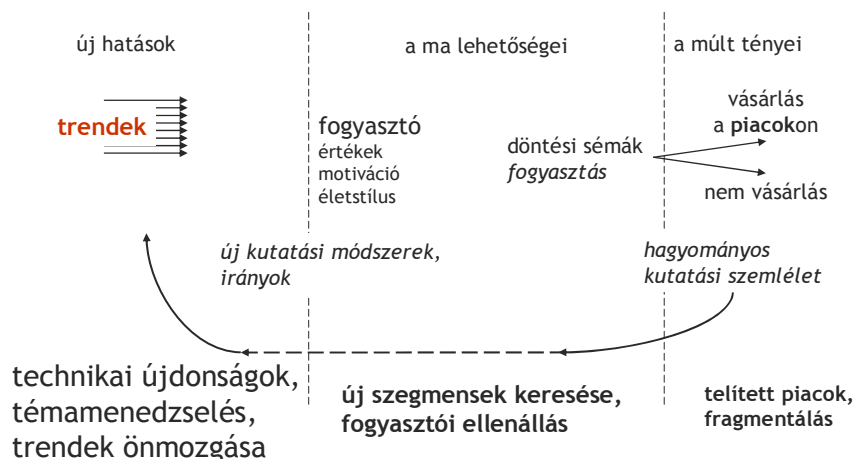 új hatások
a ma lehetőségei
a múlt tényei
trendek
fogyasztó
értékek
motiváció
életstílus
döntési sémák
fogyasztás
vásárlás
a piacokon
nem vásárlás
új kutatási módszerek,
irányok
hagyományos
kutatási szemlélet
technikai újdonságok,
témamenedzselés,
trendek önmozgása
új szegmensek keresése,
fogyasztói ellenállás
telített piacok,
fragmentálás